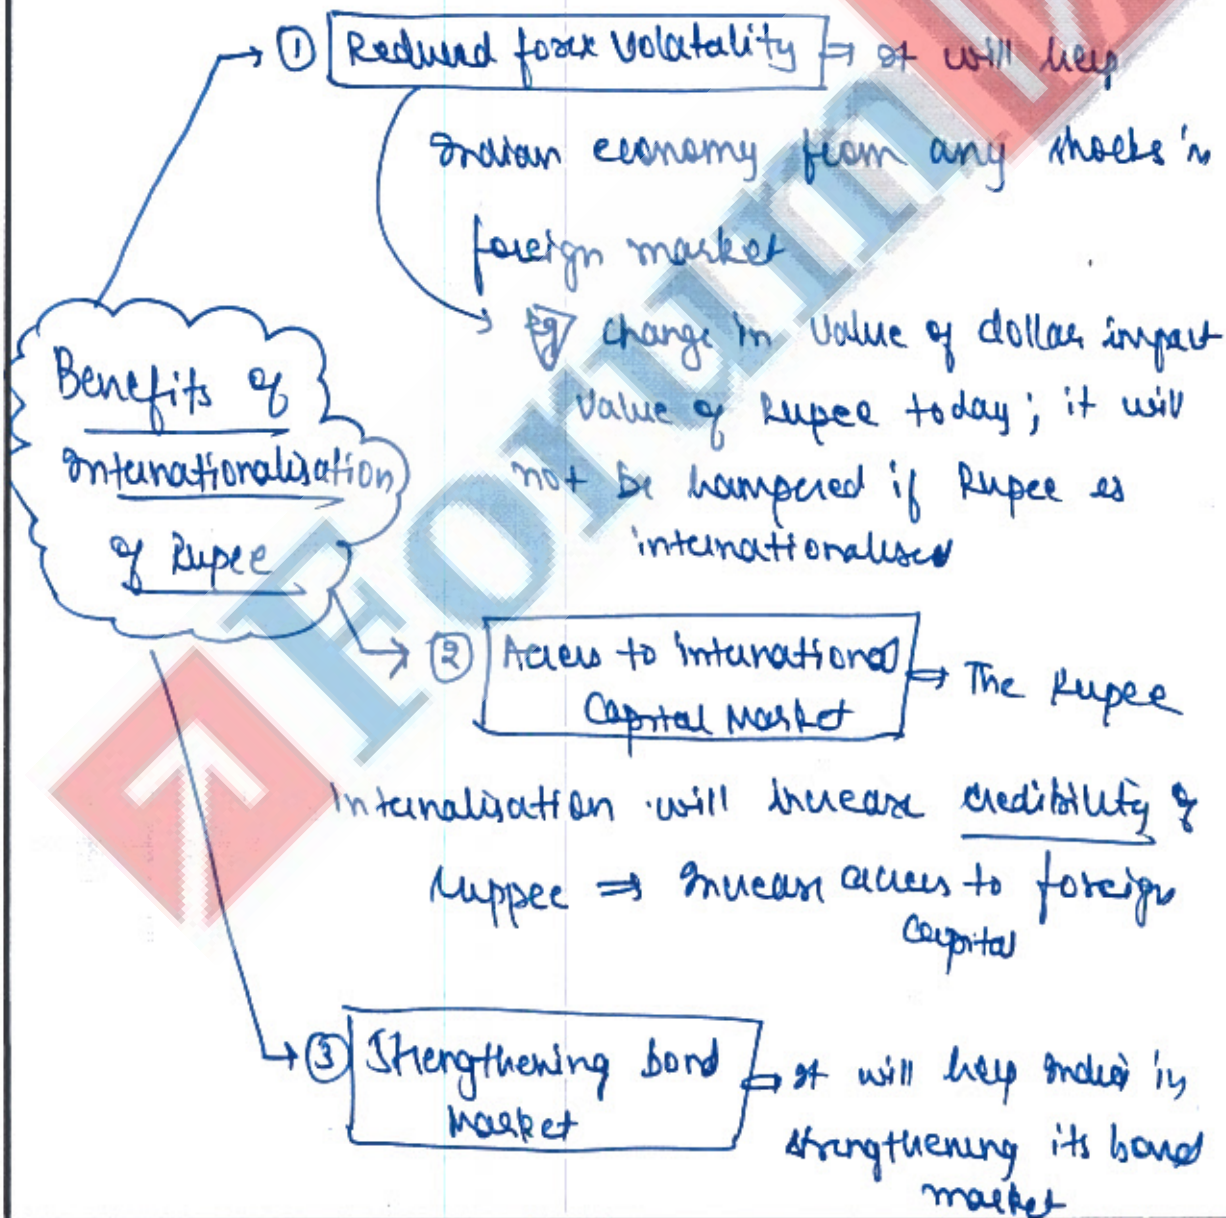 ① Reduced forex Volatality ⇒ It will help
Indian economy from any shocks in
foreign market
Eg change in Value of dollar impact
Value of Rupee today; it will
not be hampered if Rupee is
internationalised
Benefits of
Internationalisation
of Rupee
② Access to international
Capital Market ⇒ The Rupee
Internalisation will increase credibility of
Ruppee ⇒ Increase access to foreign
capital
③ Strengthening bond
Market ⇒ It will help India in
strengthening its bond
market
Forum